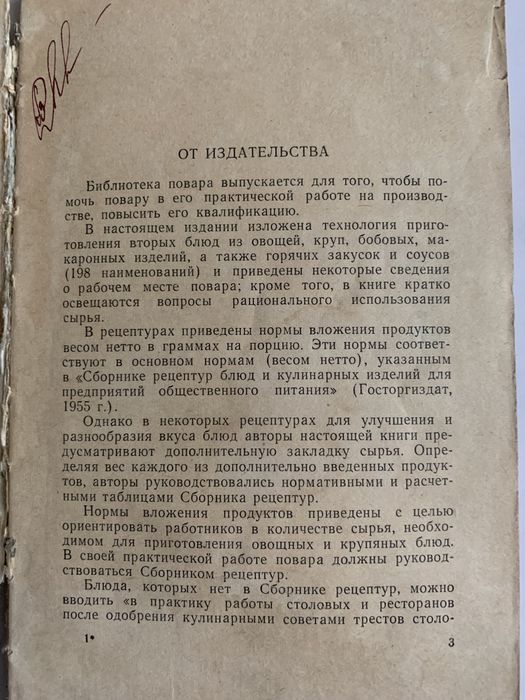 ОТ ИЗДАТЕЛЬСТВА
Библиотека повара выпускается для того, чтобы по-
мочь повару в его практической работе на производ-
стве, повысить его квалификацию.
В настоящем издании изложена технология приго-
товления вторых блюд из овощей, круп, бобовых, ма-
каронных изделий, а также горячих закусок и соусов
(198 наименований) и приведены некоторые сведения
о рабочем месте повара; кроме того, в книге кратко
освещаются вопросы рационального использования
сырья.
В рецептурах приведены нормы вложения продуктов
весом нетто в граммах на порцию. Эти нормы соответ-
ствуют в основном нормам (весом нетто), указанным
в «Сборнике рецептур блюд и кулинарных изделий для
предприятий общественного питания» (Госторгиздат,
1955 г.).
Однако в некоторых рецептурах для улучшения и
разнообразия вкуса блюд авторы настоящей книги пре-
дусматривают дополнительную закладку сырья. Опре-
деляя вес каждого из дополнительно введенных продук-
тов, авторы руководствовались нормативными и расчет-
ными таблицами Сборника рецептур.
Нормы вложения продуктов приведены с целью
ориентировать работников в количестве сырья, необхо-
димом для приготовления овощных и крупяных блюд.
В своей практической работе повара должны руковод-
ствоваться Сборником рецептур.
Блюда, которых нет в Сборнике рецептур, можно
вводить «в практику работы столовых и ресторанов
после одобрения кулинарными советами трестов столо-
1*
3